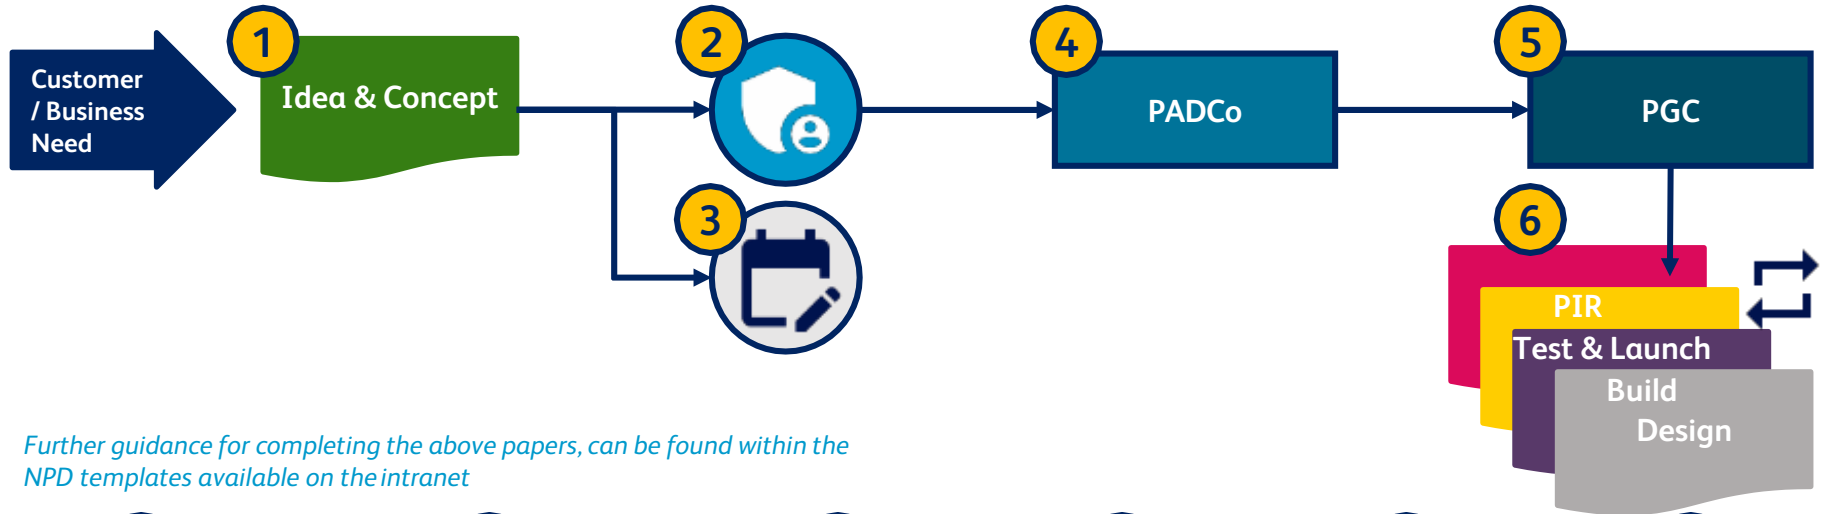 1
2
4
5
Customer
/ Business
Need
Idea & Concept
PADCo
PGC
3
6
PIR
Test & Launch
Build
Design
Further guidance for completing the above papers, can be found within the
NPD templates available on the intranet